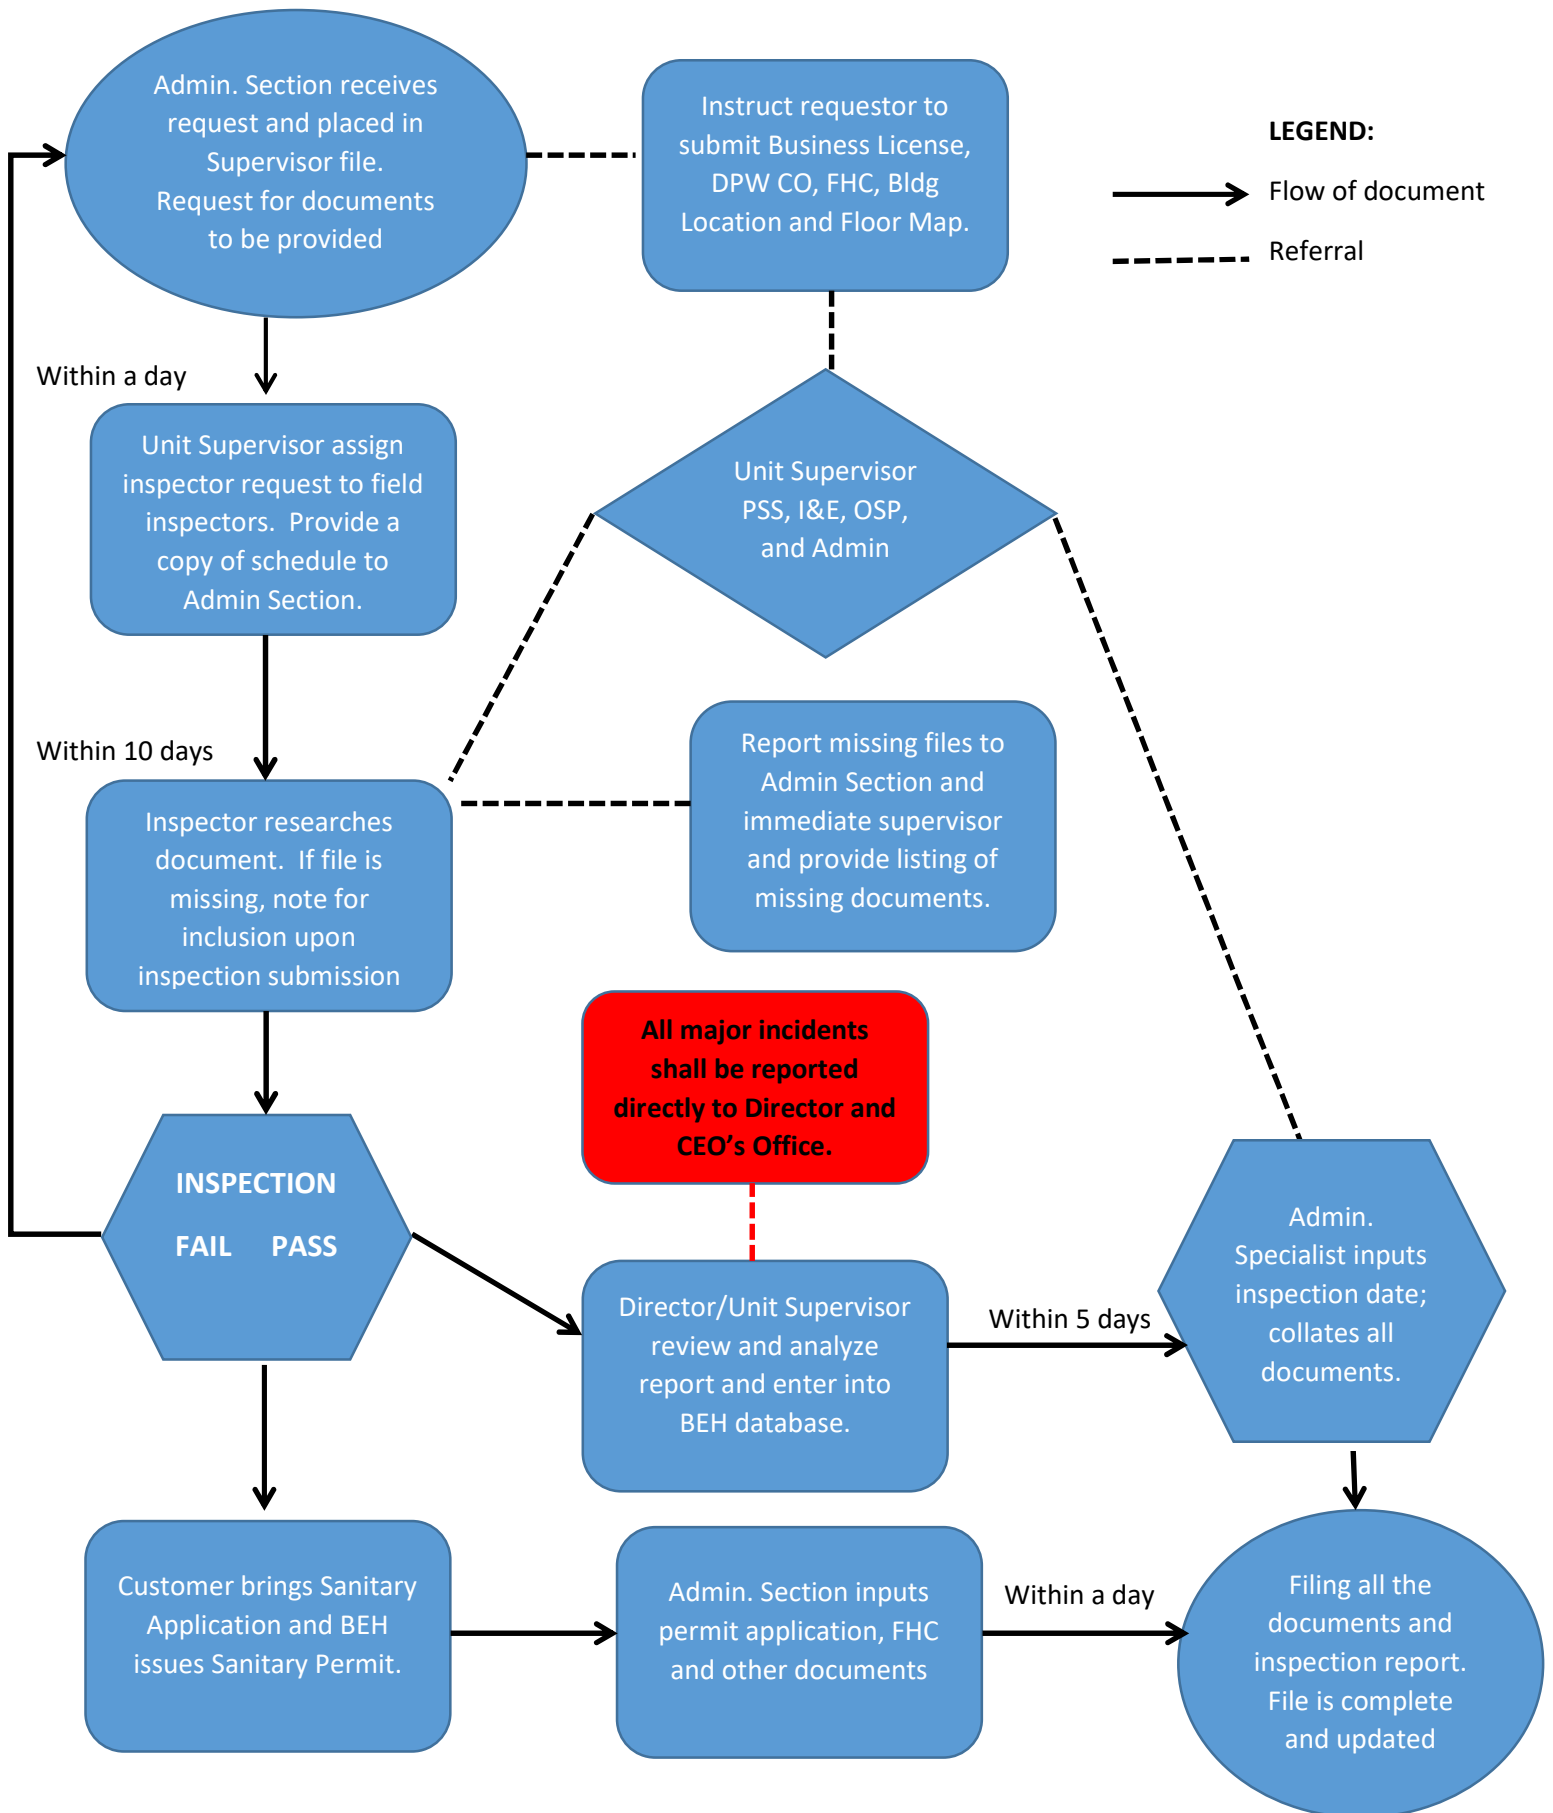 Admin. Section receives
request and placed in
Supervisor file.
Request for documents
to be provided
Instruct requestor to
submit Business License,
DPW CO, FHC, Bldg
Location and Floor Map.
LEGEND:
Flow of document
Referral
Within a day
Unit Supervisor assign
inspector request to field
inspectors.  Provide a
copy of schedule to
Admin Section.
Unit Supervisor
PSS, I&E, OSP,
and Admin
Within 10 days
Report missing files to
Admin Section and
immediate supervisor
and provide listing of
missing documents.
Inspector researches
document.  If file is
missing, note for
inclusion upon
inspection submission
All major incidents
shall be reported
directly to Director and
CEO’s Office.
INSPECTION
FAIL     PASS
Director/Unit Supervisor
review and analyze
report and enter into
BEH database.
Within 5 days
Admin.
Specialist inputs
inspection date;
collates all
documents.
Customer brings Sanitary
Application and BEH
issues Sanitary Permit.
Admin. Section inputs
permit application, FHC
and other documents
Within a day
Filing all the
documents and
inspection report.
File is complete
and updated